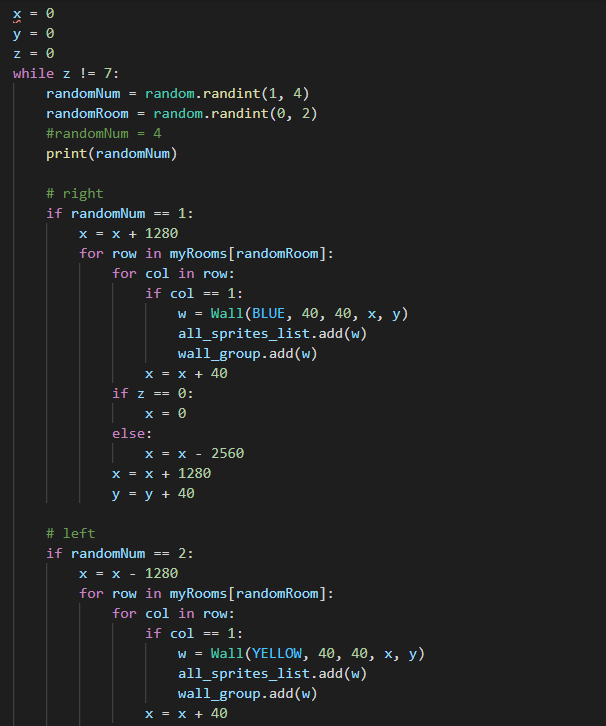 x = 0
y = 0
z = 0
while z != 7:
    randomNum = random.randint(1, 4)
    randomRoom = random.randint(0, 2)
    #randomNum = 4
    print(randomNum)

    # right
    if randomNum == 1:
        x = x + 1280
        for row in myRooms[randomRoom]:
            for col in row:
                if col == 1:
                    w = Wall(BLUE, 40, 40, x, y)
                    all_sprites_list.add(w)
                    wall_group.add(w)
                x = x + 40
            if z == 0:
                x = 0
            else:
                x = x - 2560
            x = x + 1280
            y = y + 40

    # left
    if randomNum == 2:
        x = x - 1280
        for row in myRooms[randomRoom]:
            for col in row:
                if col == 1:
                    w = Wall(YELLOW, 40, 40, x, y)
                    all_sprites_list.add(w)
                    wall_group.add(w)
                x = x + 40